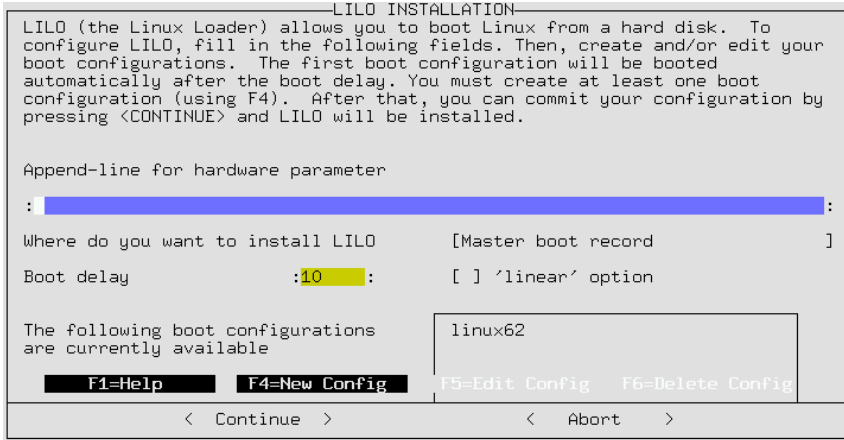 LILO INSTALLATION
LILO (the Linux Loader) allows you to boot Linux from a hard disk.  To
configure LILO, fill in the following fields. Then, create and/or edit your
boot configurations.  The first boot configuration will be booted
automatically after the boot delay. You must create at least one boot
configuration (using F4).  After that, you can commit your configuration by
pressing <CONTINUE> and LILO will be installed.
Append-line for hardware parameter
: :
Where do you want to install LILO [Master boot record ]
Boot delay :10 : [ ] 'linear' option
The following boot configurations linux62
are currently available
F1=Help F4=New Config F5=Edit Config F6=Delete Config
< Continue > < Abort >